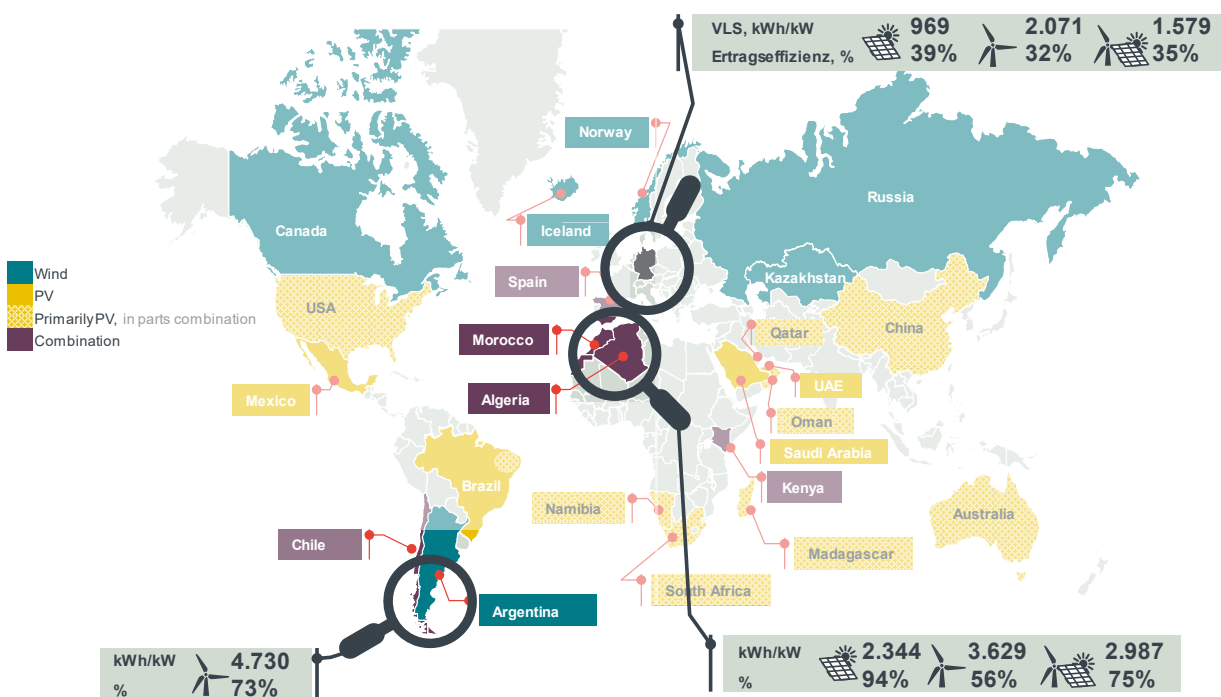 VLS, kWh/kW 969 2.071 1.579
Ertragseffizienz, % 39% 32% 35%
Norway
Russia
Canada
Iceland
Spain
Kazakhstan
Wind
PV
PrimarilyPV, in parts combination
Combination
USA
Qatar
China
Morocco
Algeria
UAE
Mexico
Oman
Saudi Arabia
Brazil
Kenya
Namibia
Australia
Chile
Madagascar
South Africa
Argentina
kWh/kW 4.730
% 73%
kWh/kW 2.344 3.629 2.987
% 94% 56% 75%